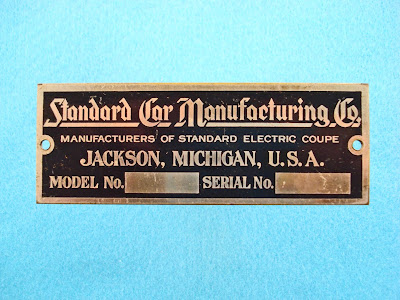 Standard Car Manufacturing Co.
MANUFACTURERS OF STANDARD ELECTRIC COUPE
JACKSON, MICHIGAN, U.S.A.
MODEL No. SERIAL No.